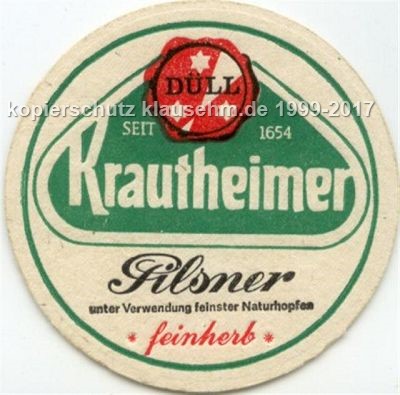 DÜLL
kopierschutz klausehm.de 1999-2017
SEIT 1654
Krautheimer
Pilsner
unter Verwendung feinster Naturhopfen
* feinherb *